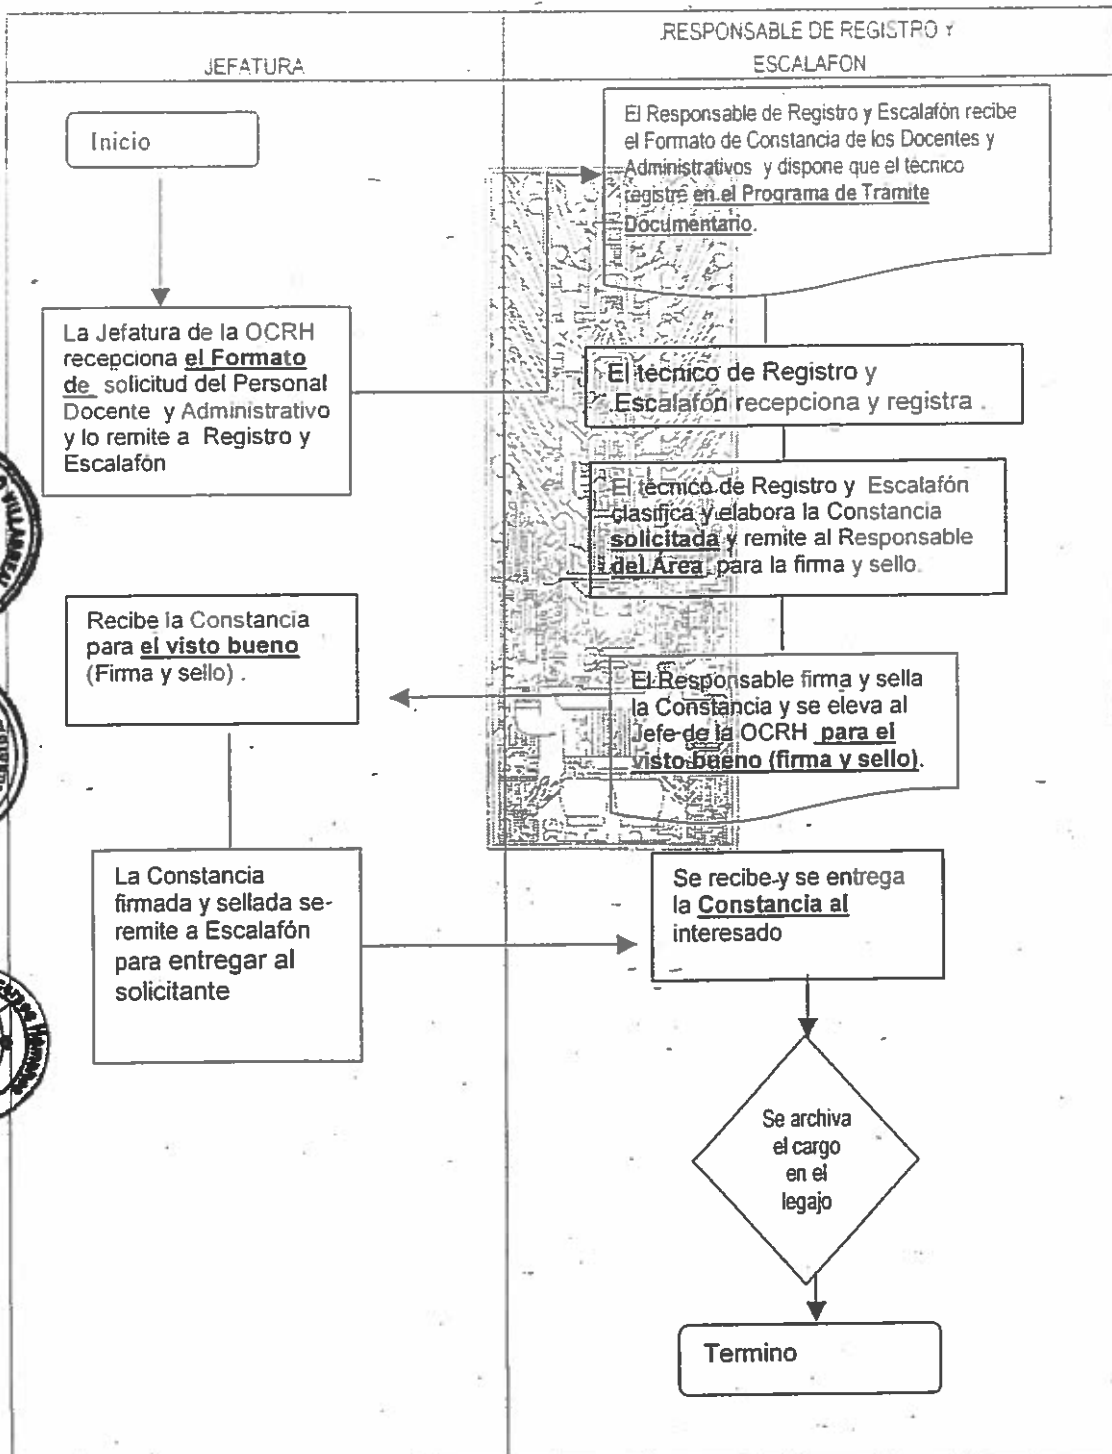 JEFATURA
RESPONSABLE DE REGISTRO Y
ESCALAFON
Inicio
El Responsable de Registro y Escalafón recibe
el Formato de Constancia de los Docentes y
Administrativos y dispone que el técnico
registre en el Programa de Trámite
Documentario.
La Jefatura de la OCRH
recepciona el Formato
de solicitud del Personal
Docente y Administrativo
y lo remite a Registro y
Escalafón
El técnico de Registro y
Escalafón recepciona y registra .
El técnico de Registro y Escalafón
clasifica y elabora la Constancia
solicitada y remite al Responsable
del Área para la firma y sello.
Recibe la Constancia
para el visto bueno
(Firma y sello) .
El Responsable firma y sella
la Constancia y se eleva al
Jefe de la OCRH para el
visto bueno (firma y sello).
La Constancia
firmada y sellada se
remite a Escalafón
para entregar al
solicitante
Se recibe y se entrega
la Constancia al
interesado
Se archiva
el cargo
en el
legajo
Termino
VILLARREAL